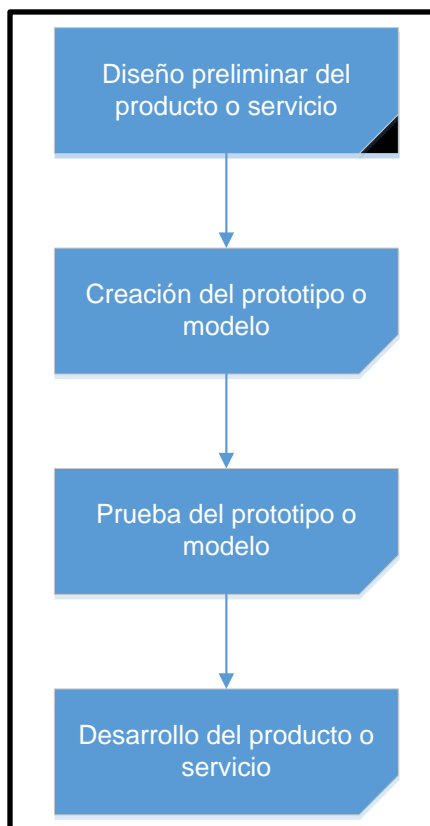 Diseño preliminar del
producto o servicio
Creación del prototipo o
modelo
Prueba del prototipo o
modelo
Desarrollo del producto o
servicio